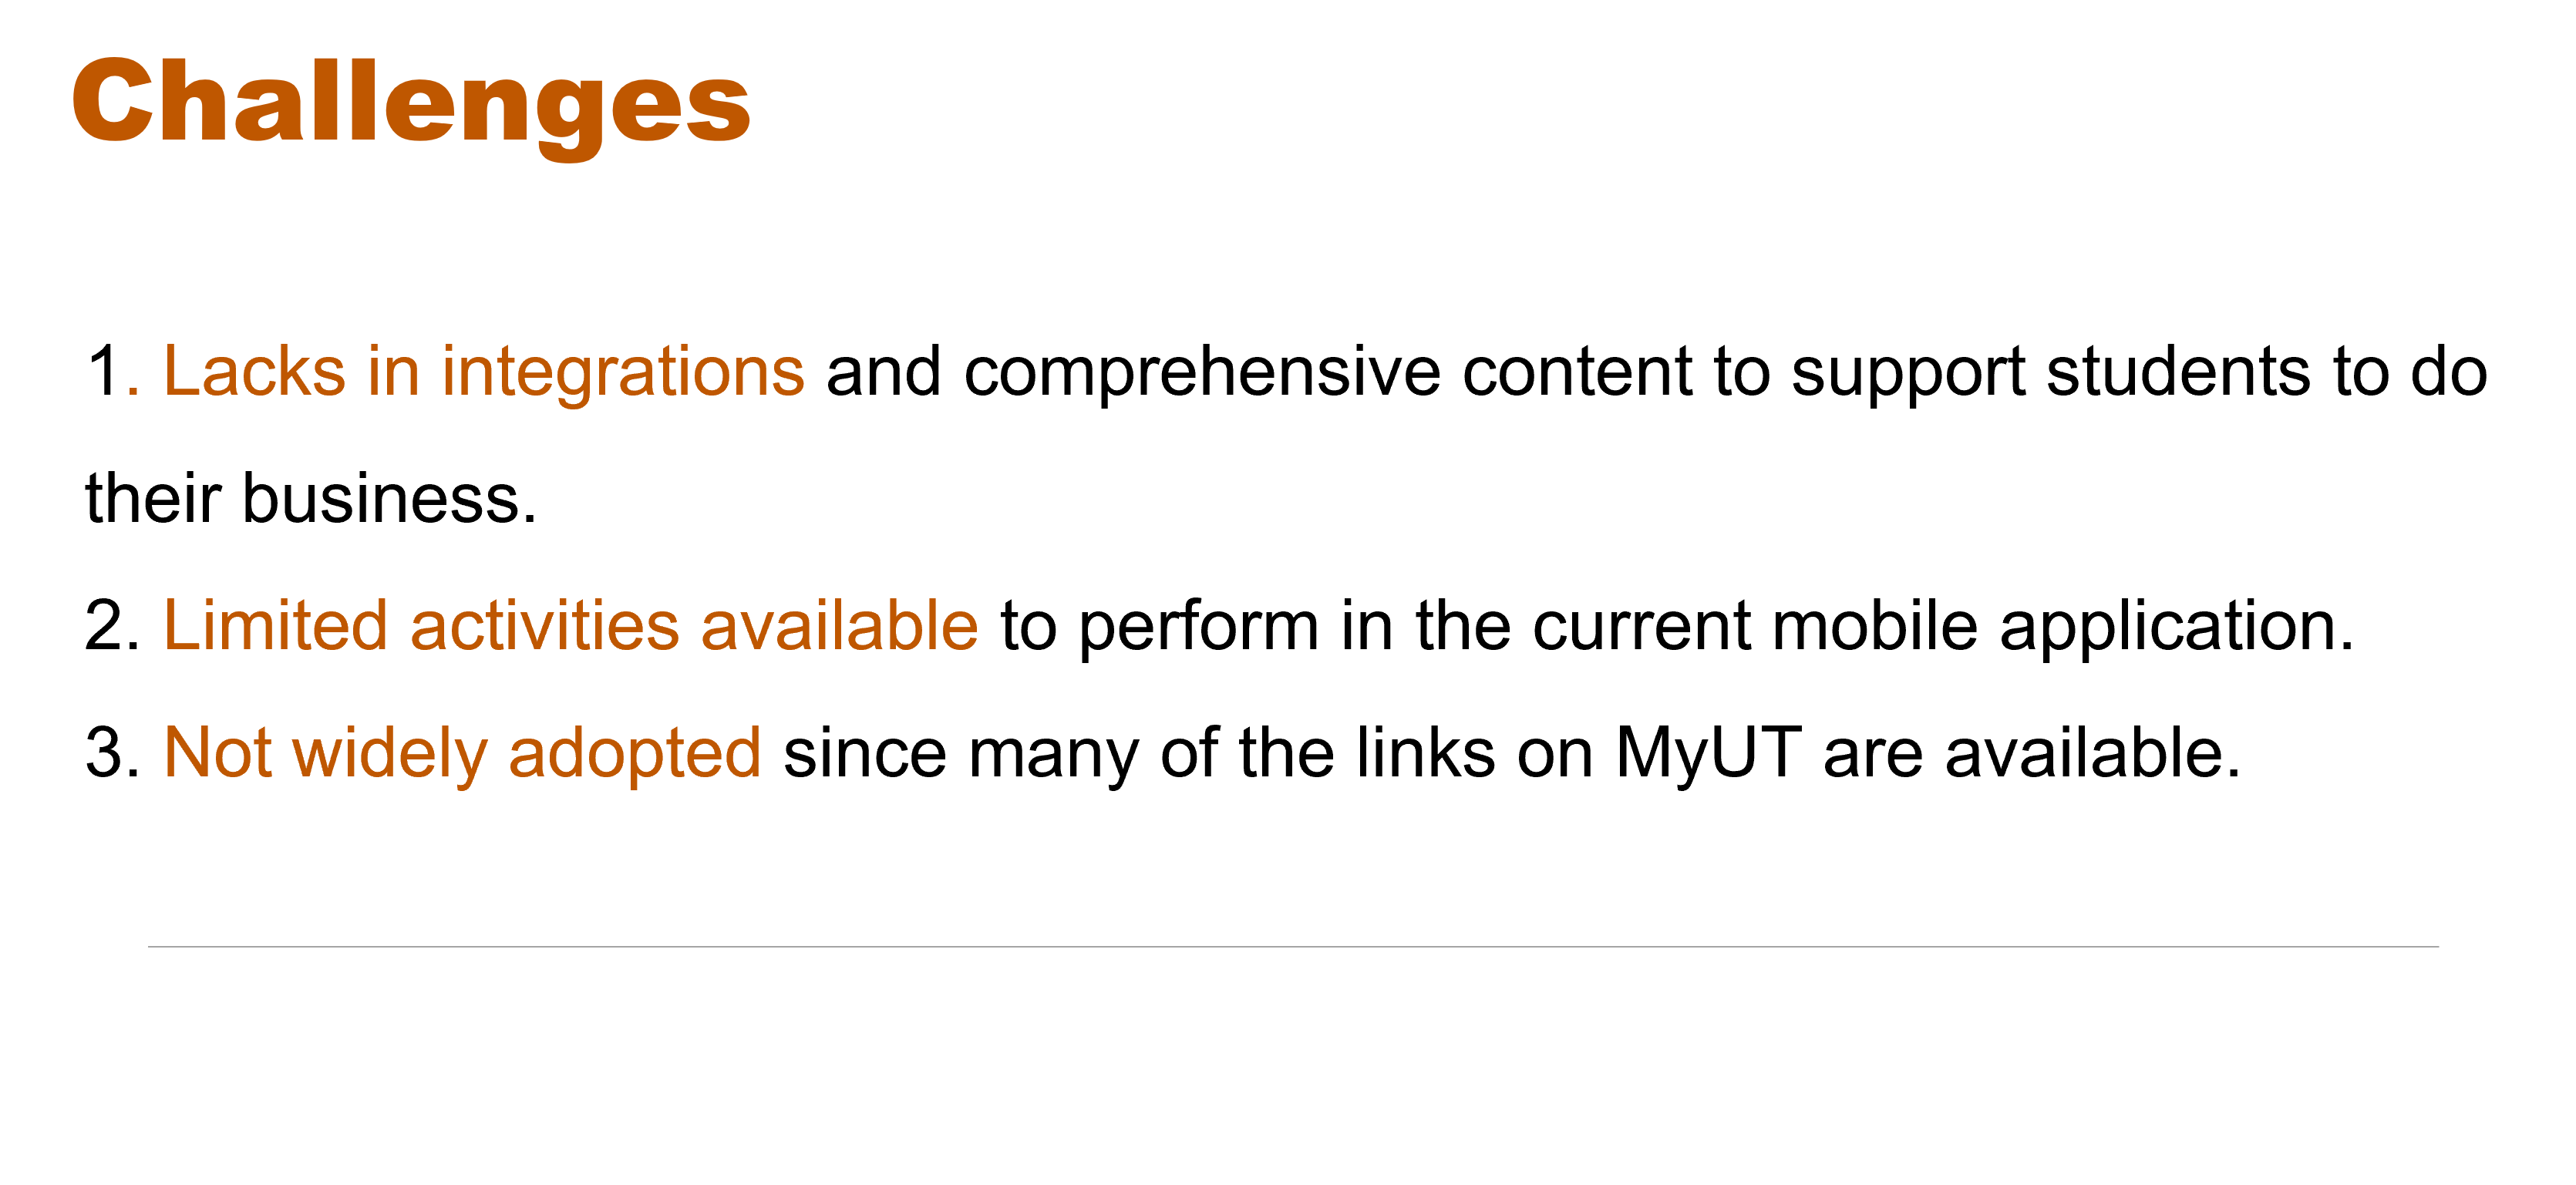 Challenges
1. Lacks in integrations and comprehensive content to support students to do
their business.
2. Limited activities available to perform in the current mobile application.
3. Not widely adopted since many of the links on MyUT are available.